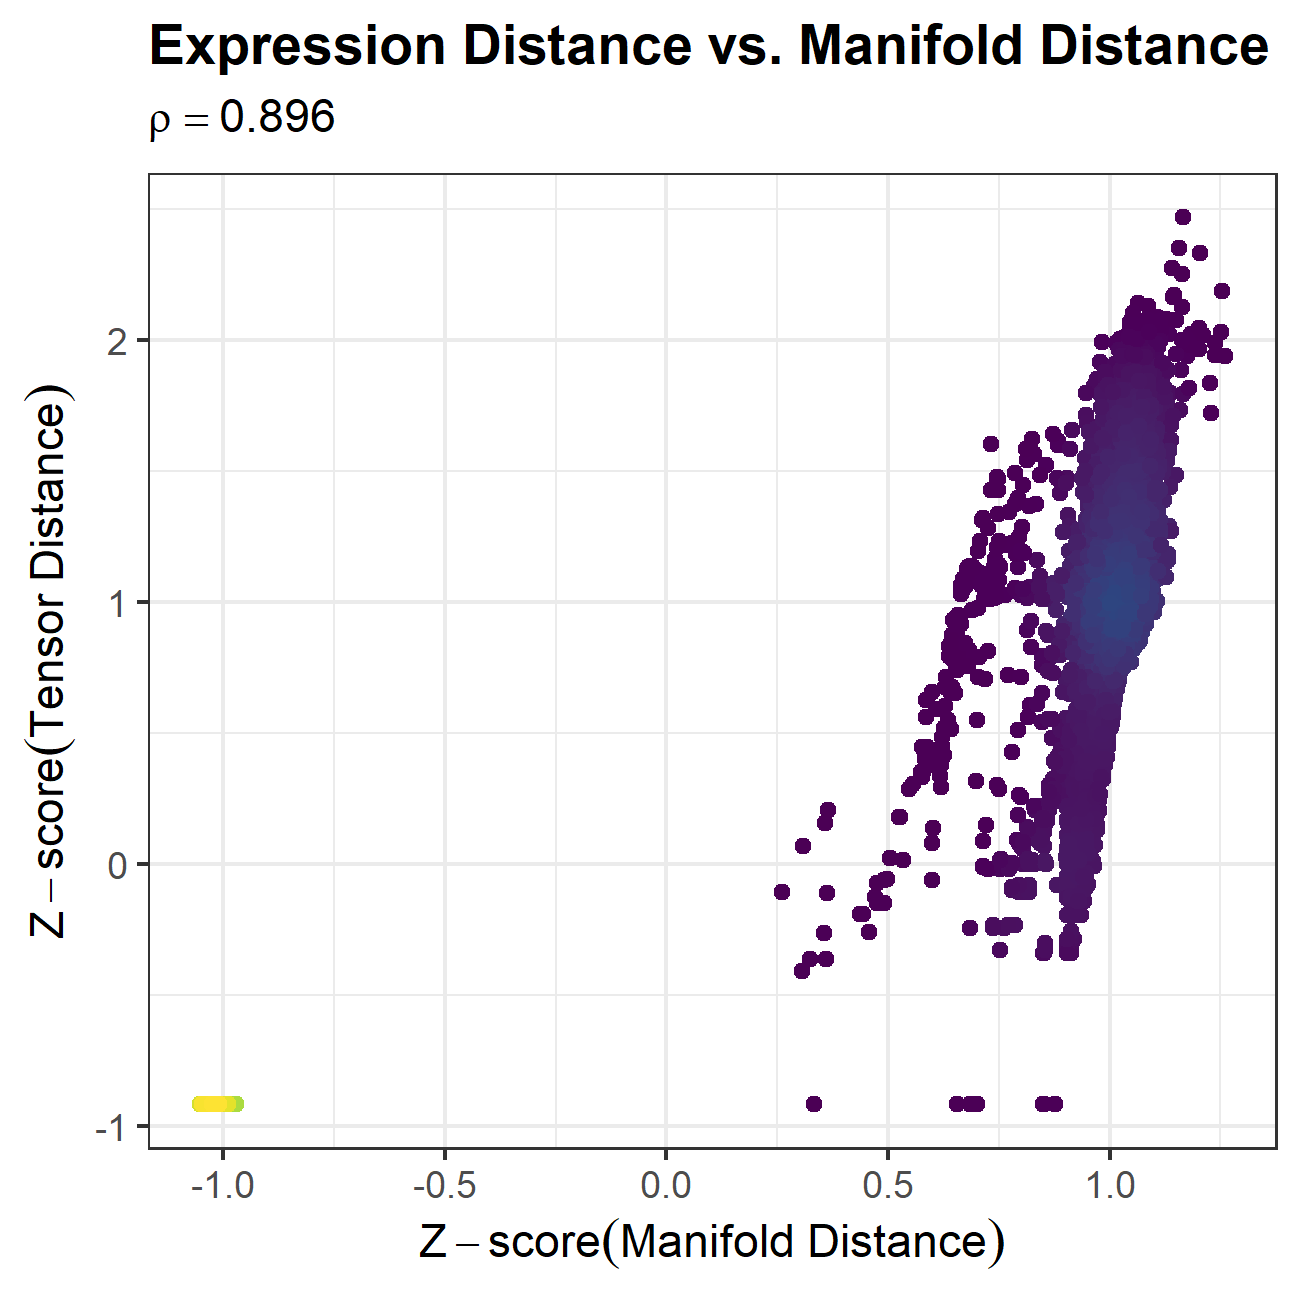 Expression Distance vs. Manifold Distance
ρ = 0.896
Z − score(Tensor Distance)
2
1
0
-1
-1.0 -0.5 0.0 0.5 1.0
Z − score(Manifold Distance)